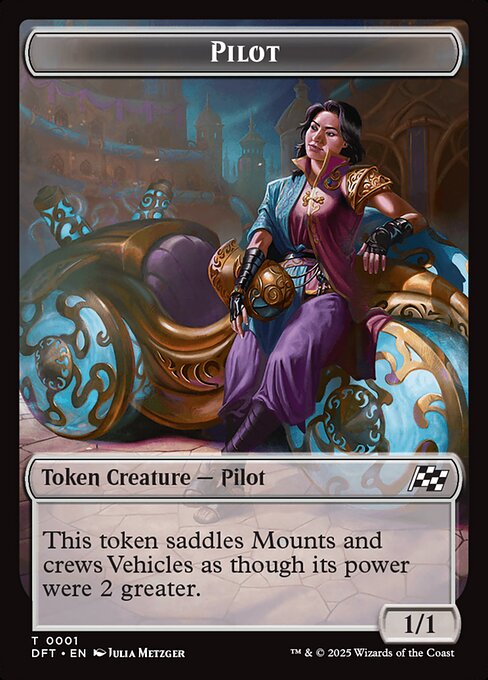 Pilot
Token Creature — Pilot
This token saddles Mounts and
crews Vehicles as though its power
were 2 greater.
1/1
T 0001
DFT • EN Julia Metzger
™ & © 2025 Wizards of the Coast